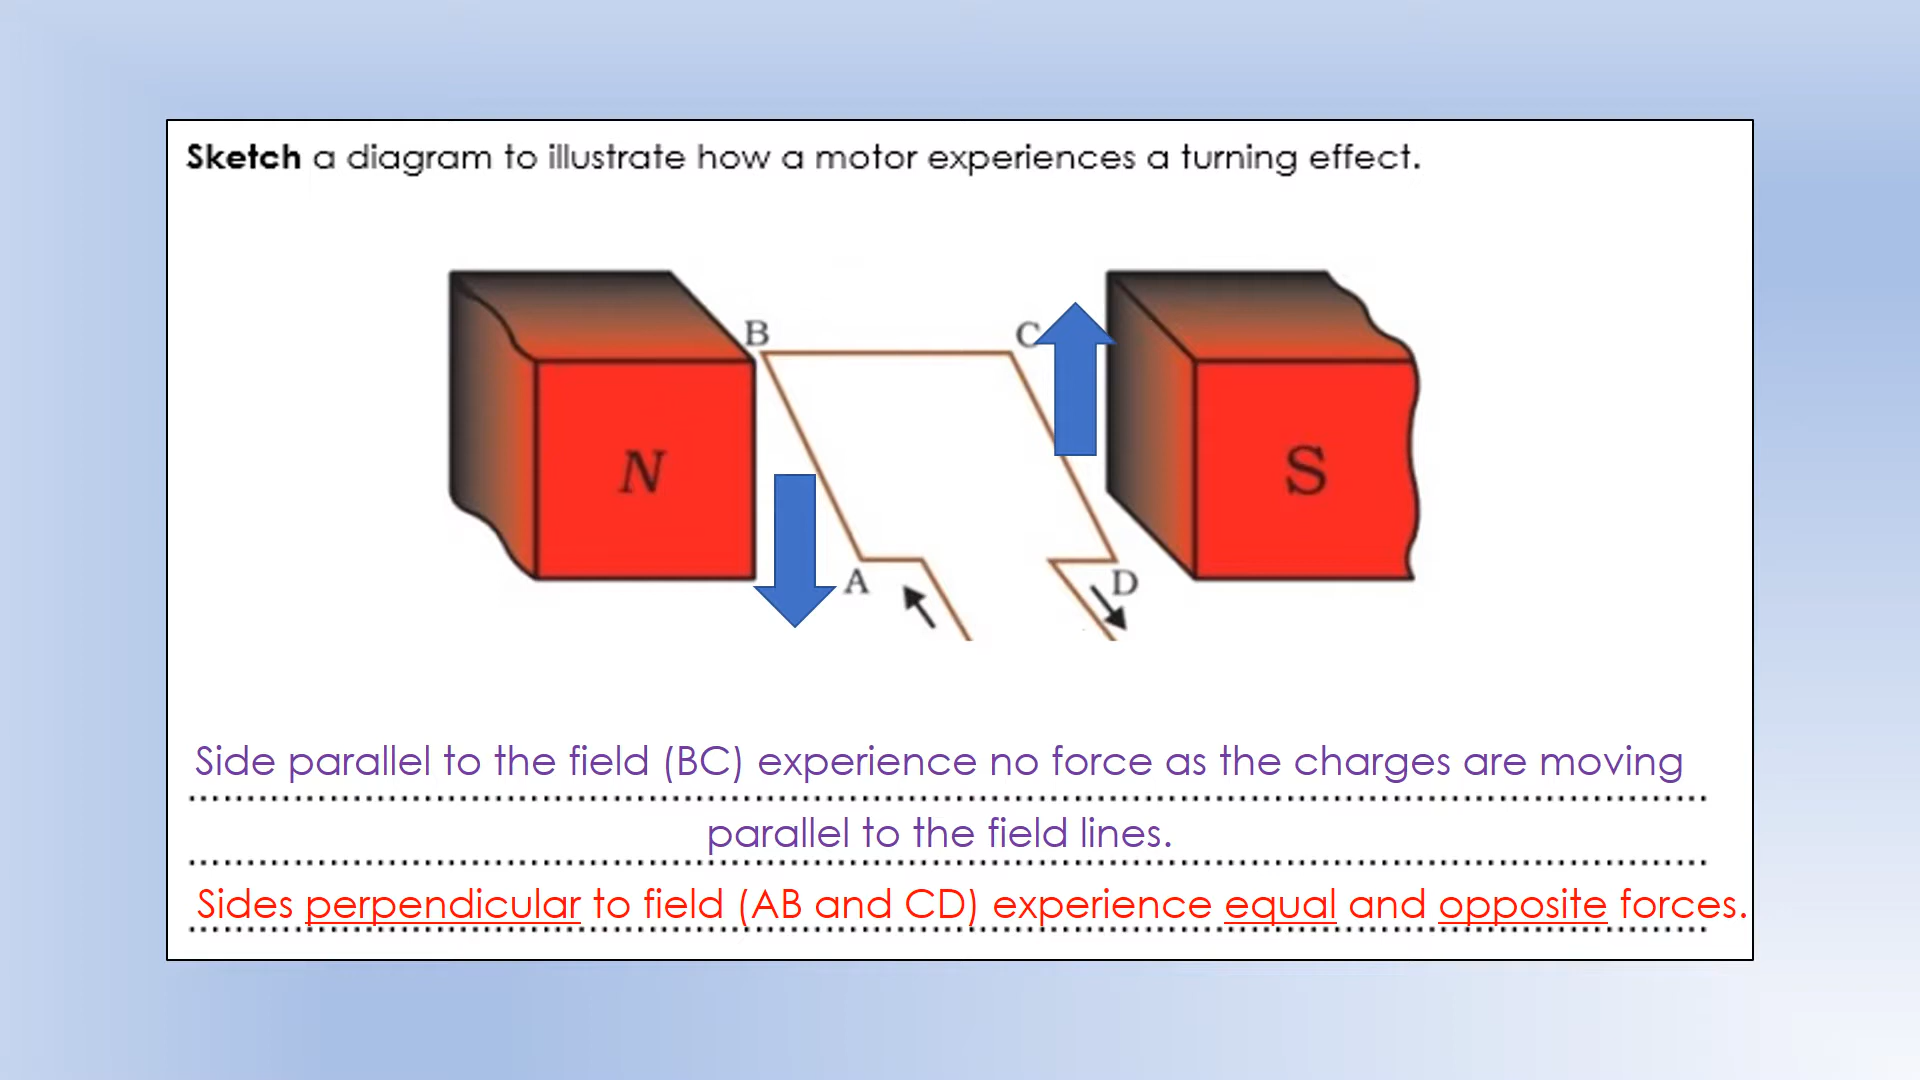 Sketch a diagram to illustrate how a motor experiences a turning effect.
B
C
N
S
A
D
Side parallel to the field (BC) experience no force as the charges are moving
parallel to the field lines.
Sides perpendicular to field (AB and CD) experience equal and opposite forces.